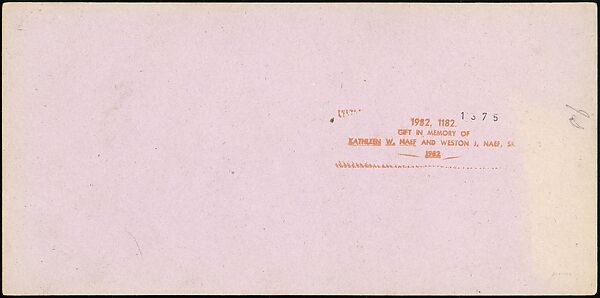 1982, 1182. 1375
GIFT IN MEMORY OF
KATHLEEN W. NAEF AND WESTON J. NAEF, SR.
1982